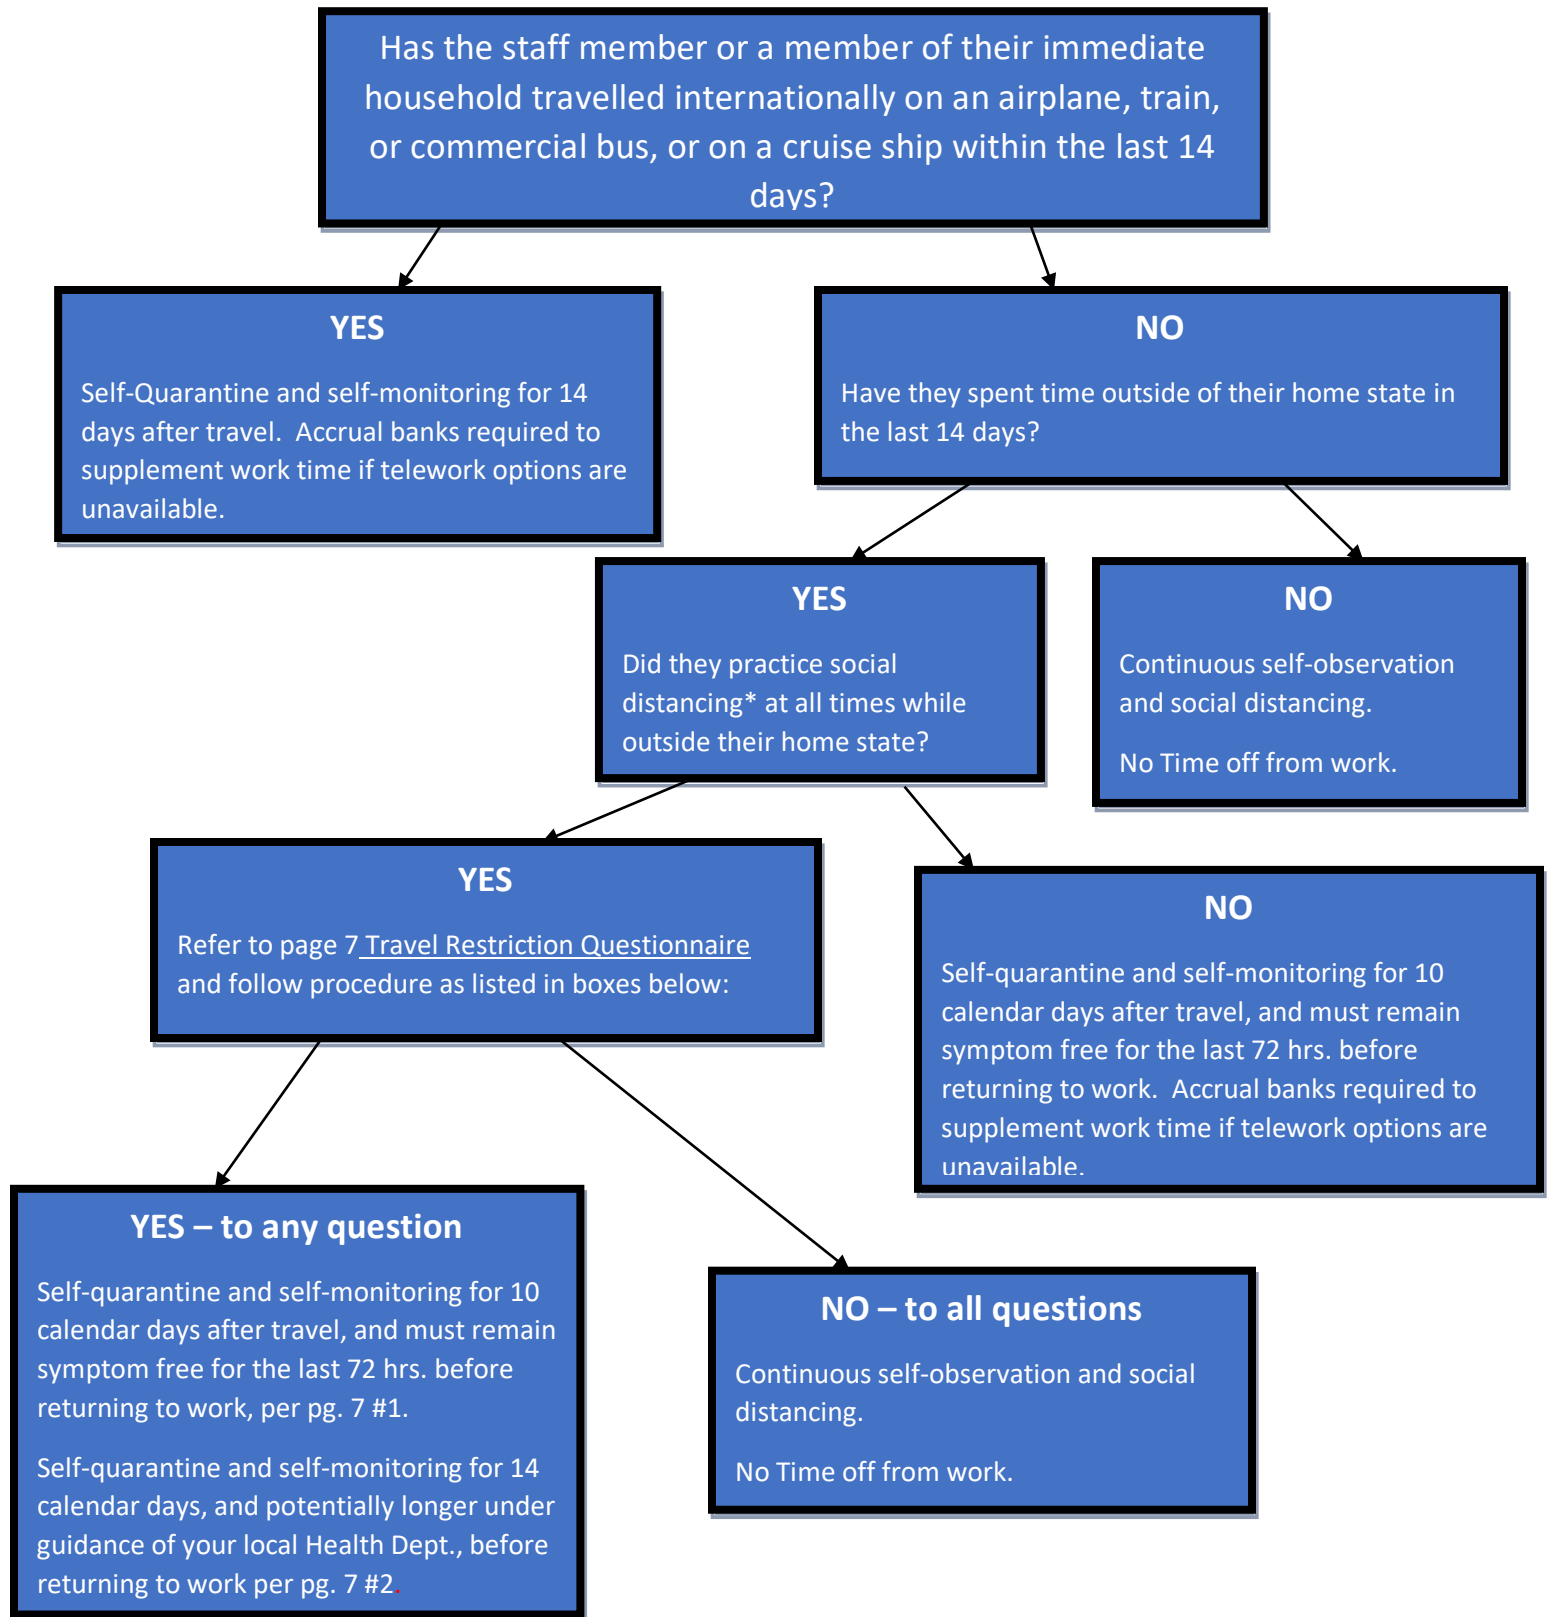 Has the staff member or a member of their immediate
household travelled internationally on an airplane, train,
or commercial bus, or on a cruise ship within the last 14
days?
YES
Self-Quarantine and self-monitoring for 14
days after travel.  Accrual banks required to
supplement work time if telework options are
unavailable.
NO
Have they spent time outside of their home state in
the last 14 days?
YES
Did they practice social
distancing* at all times while
outside their home state?
NO
Continuous self-observation
and social distancing.
No Time off from work.
YES
Refer to page 7 Travel Restriction Questionnaire
and follow procedure as listed in boxes below:
NO
Self-quarantine and self-monitoring for 10
calendar days after travel, and must remain
symptom free for the last 72 hrs. before
returning to work.  Accrual banks required to
supplement work time if telework options are
unavailable.
YES – to any question
Self-quarantine and self-monitoring for 10
calendar days after travel, and must remain
symptom free for the last 72 hrs. before
returning to work, per pg. 7 #1.
Self-quarantine and self-monitoring for 14
calendar days, and potentially longer under
guidance of your local Health Dept., before
returning to work per pg. 7 #2.
NO – to all questions
Continuous self-observation and social
distancing.
No Time off from work.